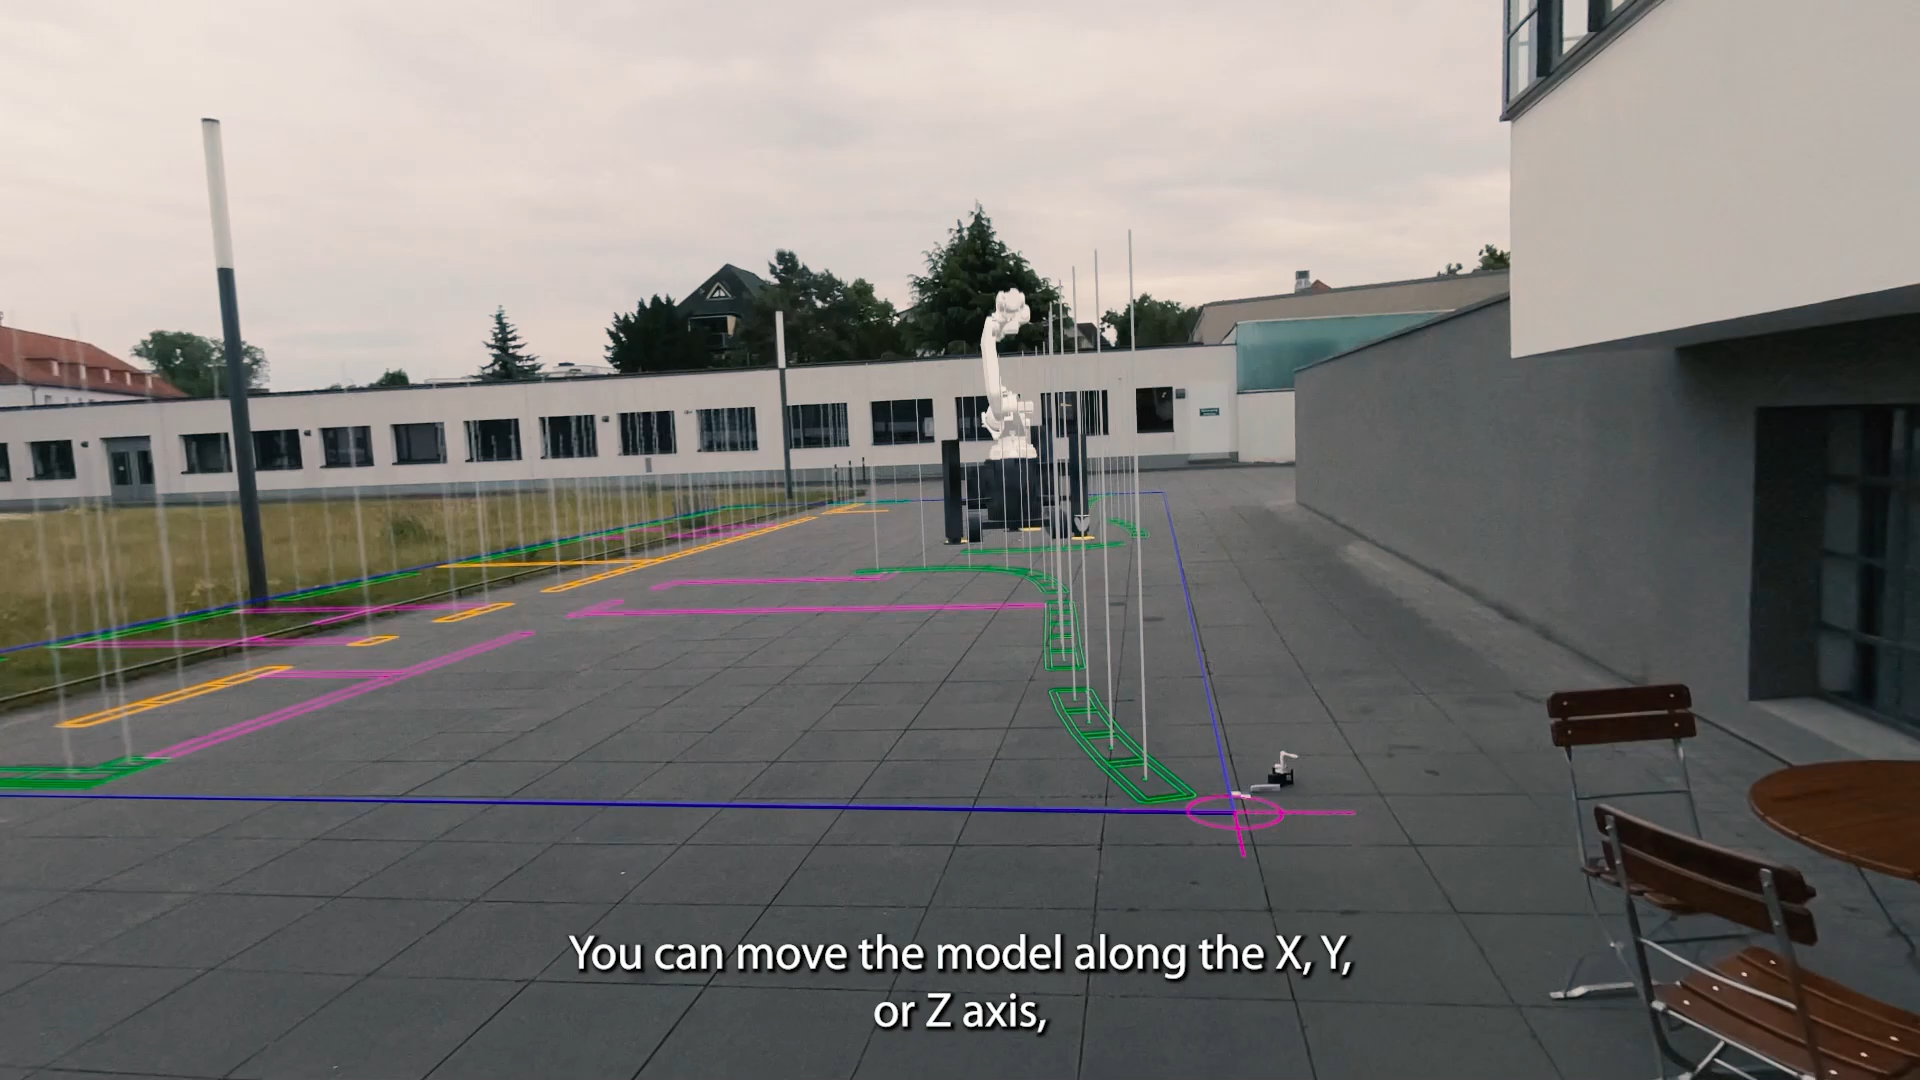 You can move the model along the X, Y,
or Z axis,